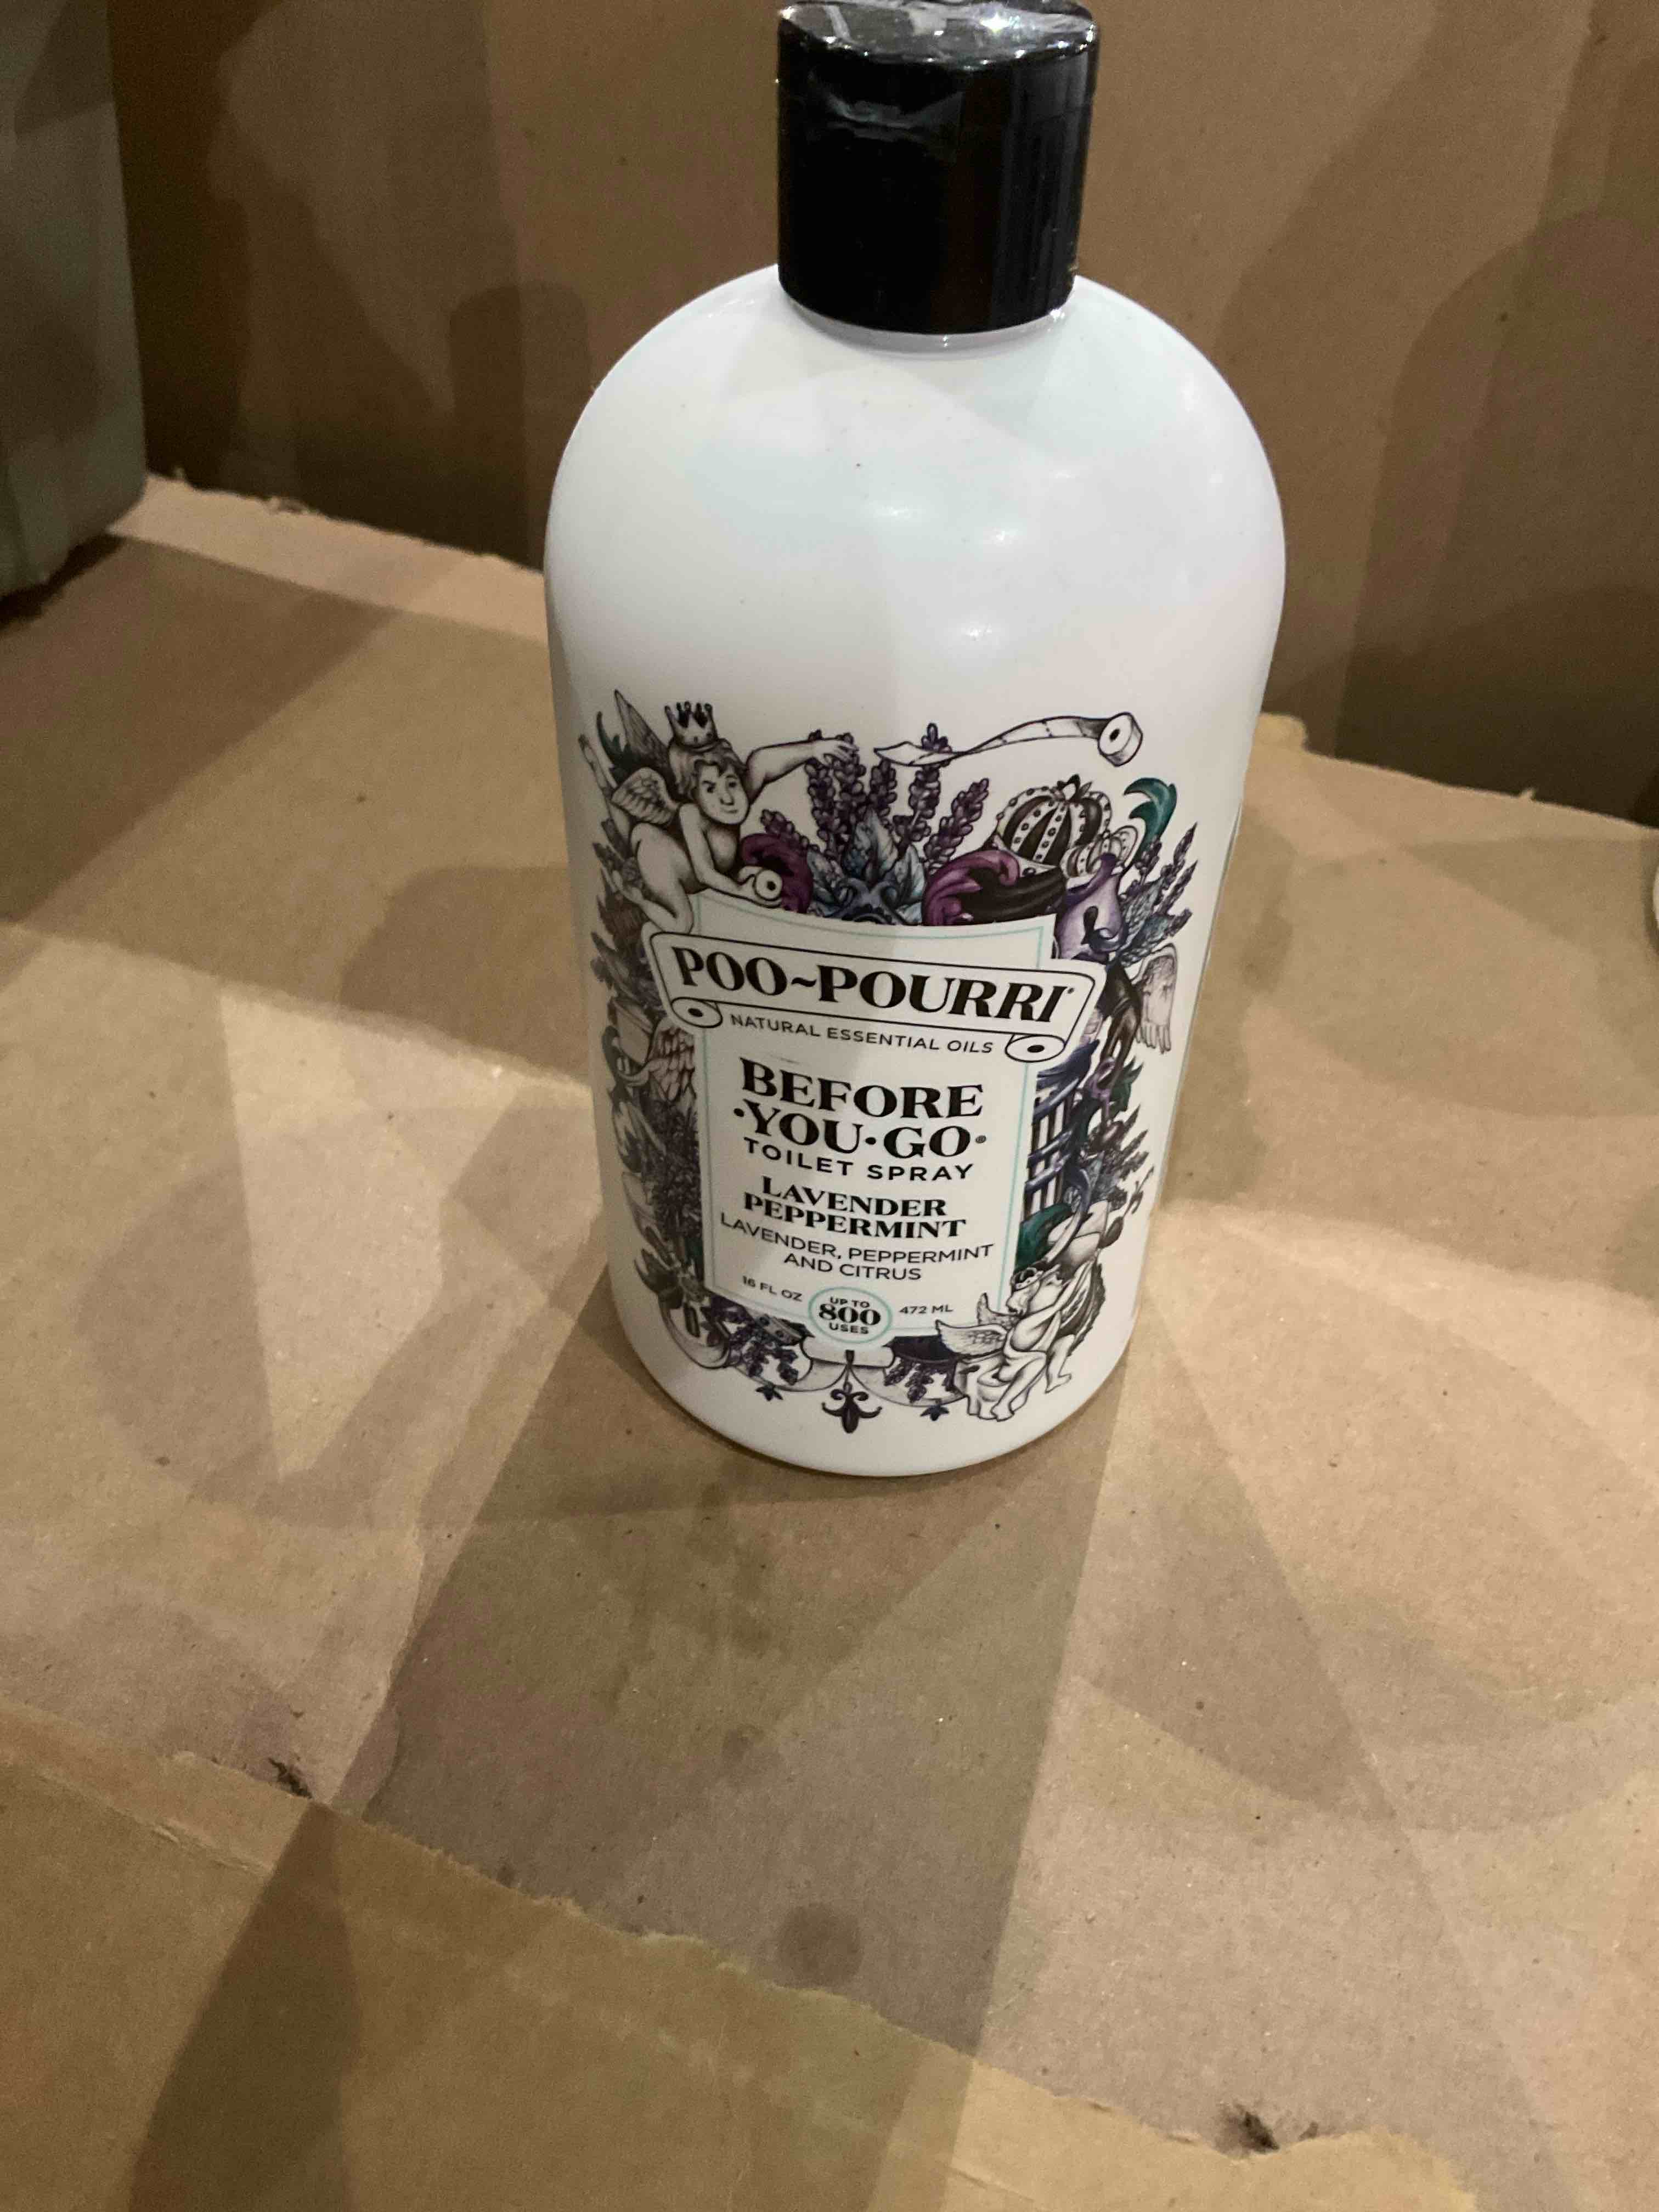 POO~POURRI®
NATURAL ESSENTIAL OILS
BEFORE
·YOU·GO®
TOILET SPRAY
LAVENDER
PEPPERMINT
LAVENDER, PEPPERMINT
AND CITRUS
16 FL OZ
UP TO
800
USES
472 ML